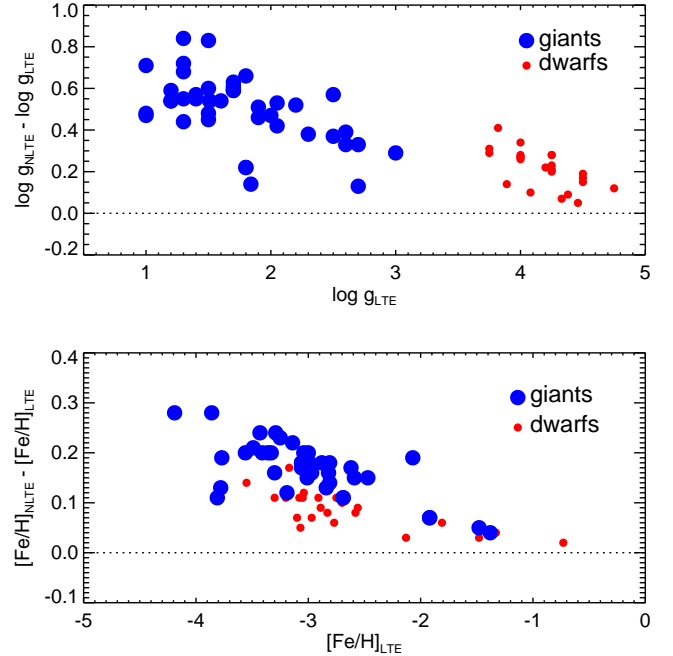 1.0
0.8
0.6
0.4
0.2
0.0
-0.2
log g_NLTE - log g_LTE
giants
dwarfs
1 2 3 4 5
log g_LTE
0.4
0.3
0.2
0.1
0.0
-0.1
[Fe/H]_NLTE - [Fe/H]_LTE
giants
dwarfs
-5 -4 -3 -2 -1 0
[Fe/H]_LTE